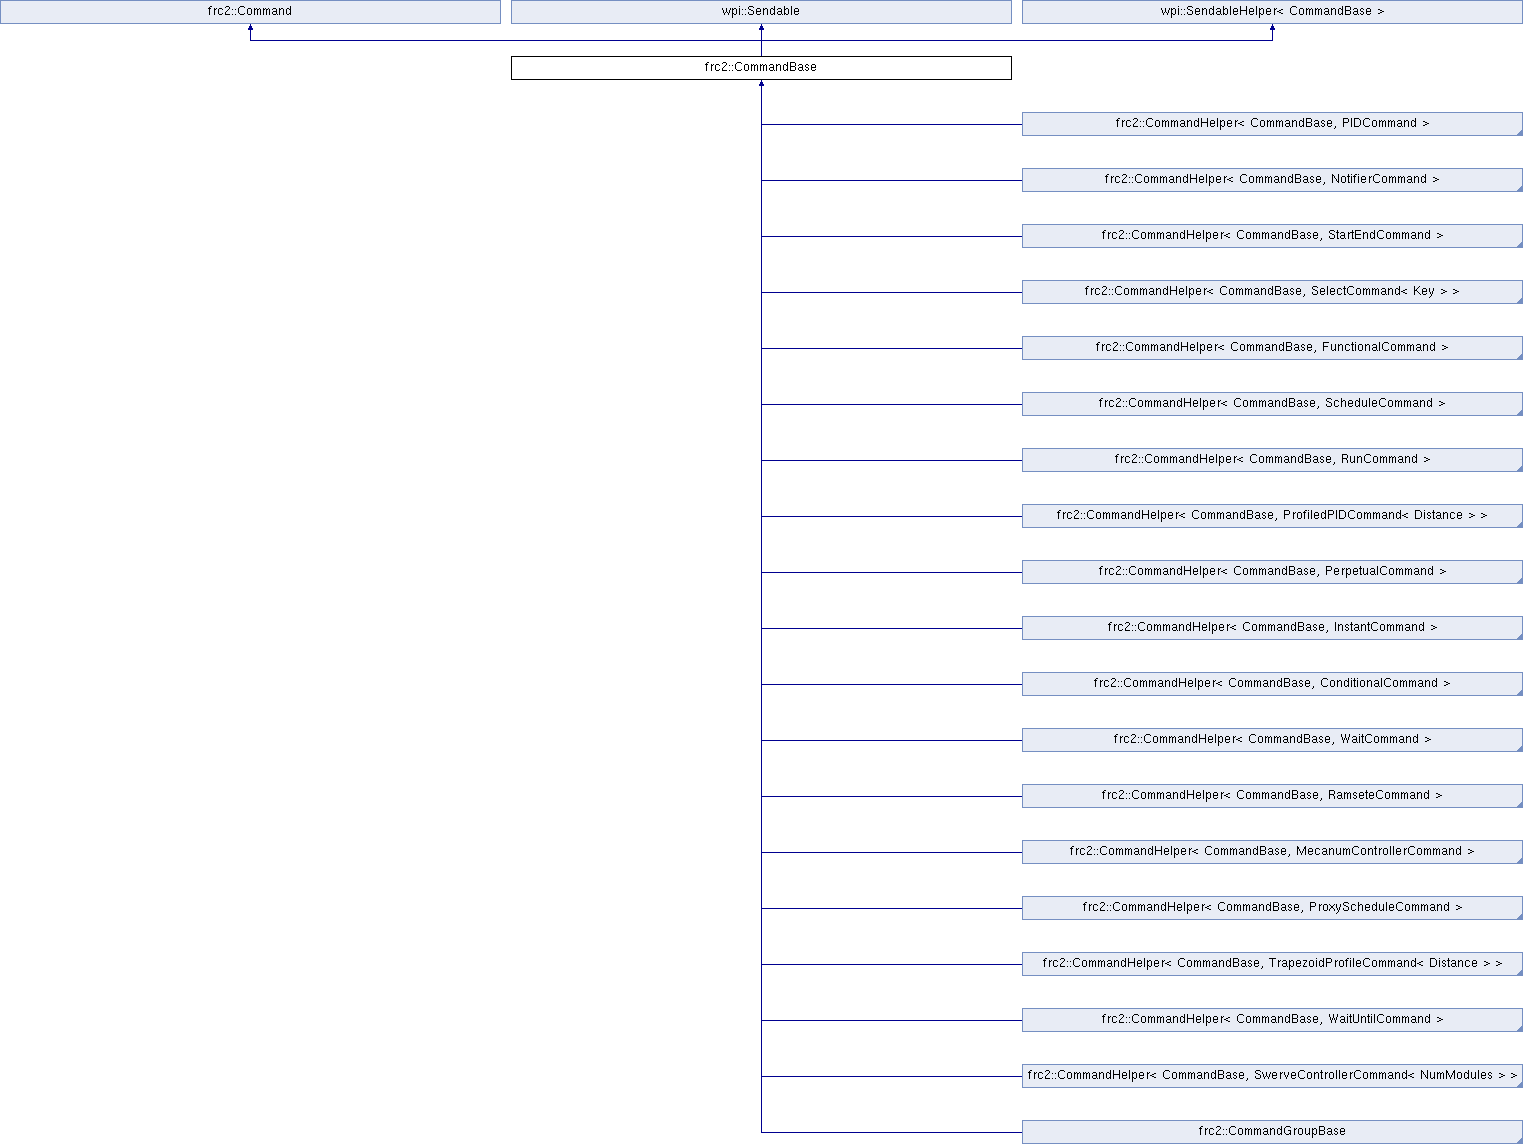 frc2::Command
wpi::Sendable
wpi::SendableHelper< CommandBase >
frc2::CommandBase
frc2::CommandHelper< CommandBase, PIDCommand >
frc2::CommandHelper< CommandBase, NotifierCommand >
frc2::CommandHelper< CommandBase, StartEndCommand >
frc2::CommandHelper< CommandBase, SelectCommand< Key > >
frc2::CommandHelper< CommandBase, FunctionalCommand >
frc2::CommandHelper< CommandBase, ScheduleCommand >
frc2::CommandHelper< CommandBase, RunCommand >
frc2::CommandHelper< CommandBase, ProfiledPIDCommand< Distance > >
frc2::CommandHelper< CommandBase, PerpetualCommand >
frc2::CommandHelper< CommandBase, InstantCommand >
frc2::CommandHelper< CommandBase, ConditionalCommand >
frc2::CommandHelper< CommandBase, WaitCommand >
frc2::CommandHelper< CommandBase, RamseteCommand >
frc2::CommandHelper< CommandBase, MecanumControllerCommand >
frc2::CommandHelper< CommandBase, ProxyScheduleCommand >
frc2::CommandHelper< CommandBase, TrapezoidProfileCommand< Distance > >
frc2::CommandHelper< CommandBase, WaitUntilCommand >
frc2::CommandHelper< CommandBase, SwerveControllerCommand< NumModules > >
frc2::CommandGroupBase